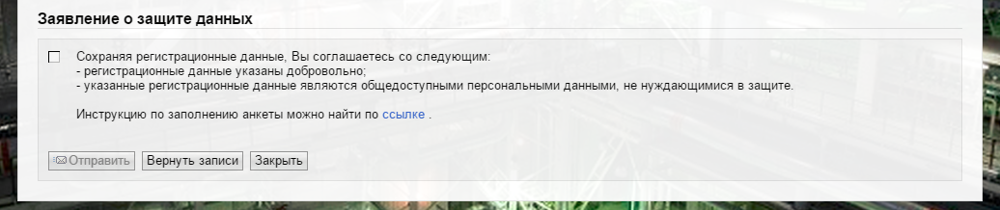 Заявление о защите данных
Сохраняя регистрационные данные, Вы соглашаетесь со следующим:
- регистрационные данные указаны добровольно;
- указанные регистрационные данные являются общедоступными персональными данными, не нуждающимися в защите.
Инструкцию по заполнению анкеты можно найти по ссылке .
Отправить Вернуть записи Закрыть